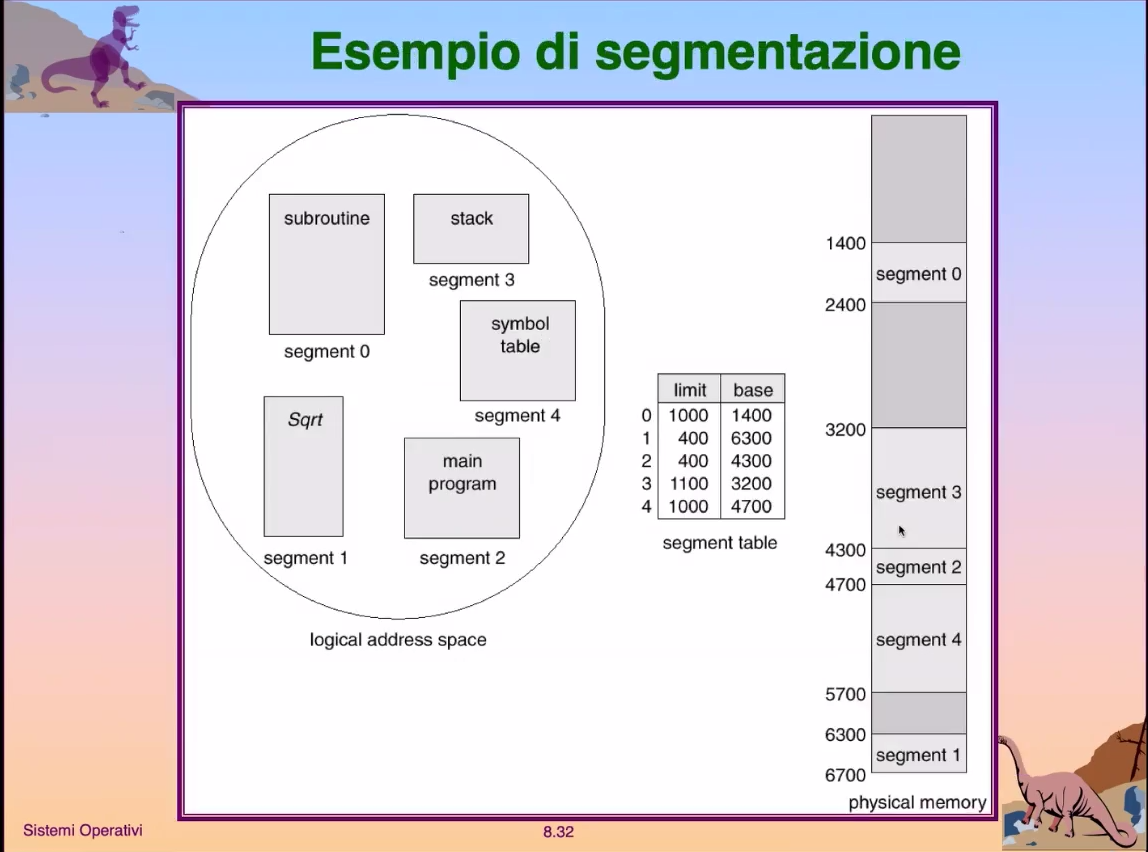 Esempio di segmentazione
subroutine
segment 0
stack
segment 3
symbol
table
segment 4
Sqrt
segment 1
main
program
segment 2
logical address space
limit base
0 1000 1400
1 400 6300
2 400 4300
3 1100 3200
4 1000 4700
segment table
1400
segment 0
2400
3200
segment 3
4300
segment 2
4700
segment 4
5700
6300
segment 1
6700
physical memory
Sistemi Operativi
8.32